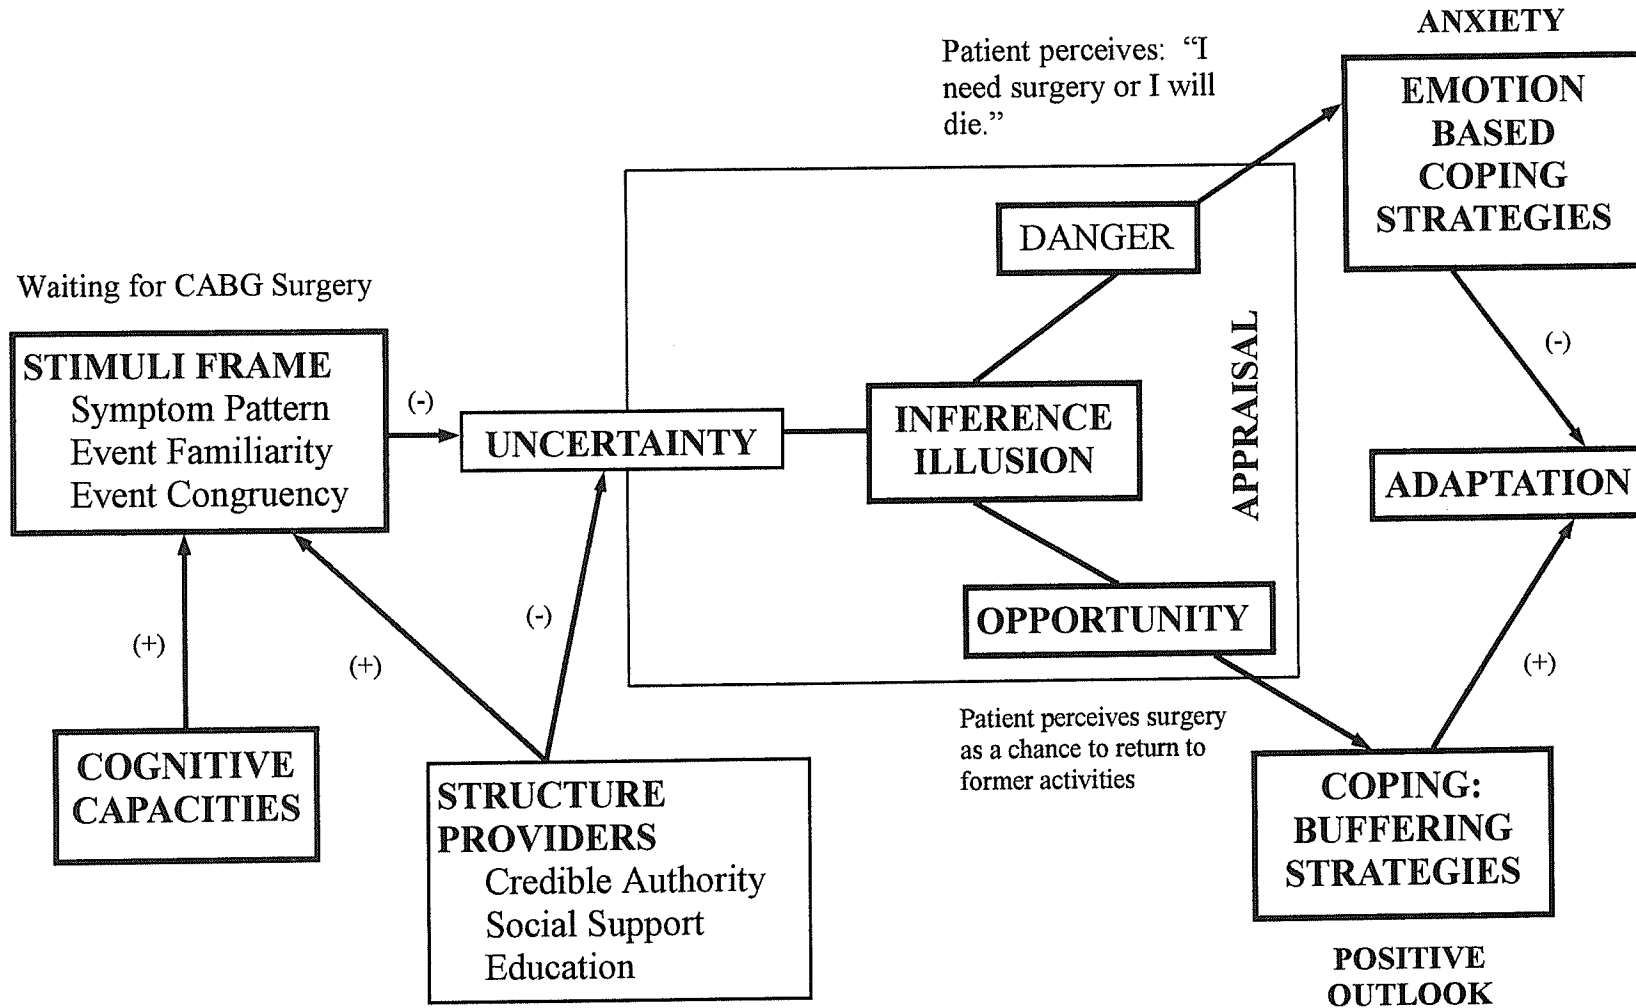 ANXIETY
Patient perceives: “I
need surgery or I will
die.”
EMOTION
BASED
COPING
STRATEGIES
DANGER
Waiting for CABG Surgery
STIMULI FRAME
Symptom Pattern
Event Familiarity
Event Congruency
(-)
UNCERTAINTY
INFERENCE
ILLUSION
APPRAISAL
(-)
ADAPTATION
OPPORTUNITY
(+)
(+)
(-)
(+)
Patient perceives surgery
as a chance to return to
former activities
COGNITIVE
CAPACITIES
STRUCTURE
PROVIDERS
Credible Authority
Social Support
Education
COPING:
BUFFERING
STRATEGIES
POSITIVE
OUTLOOK